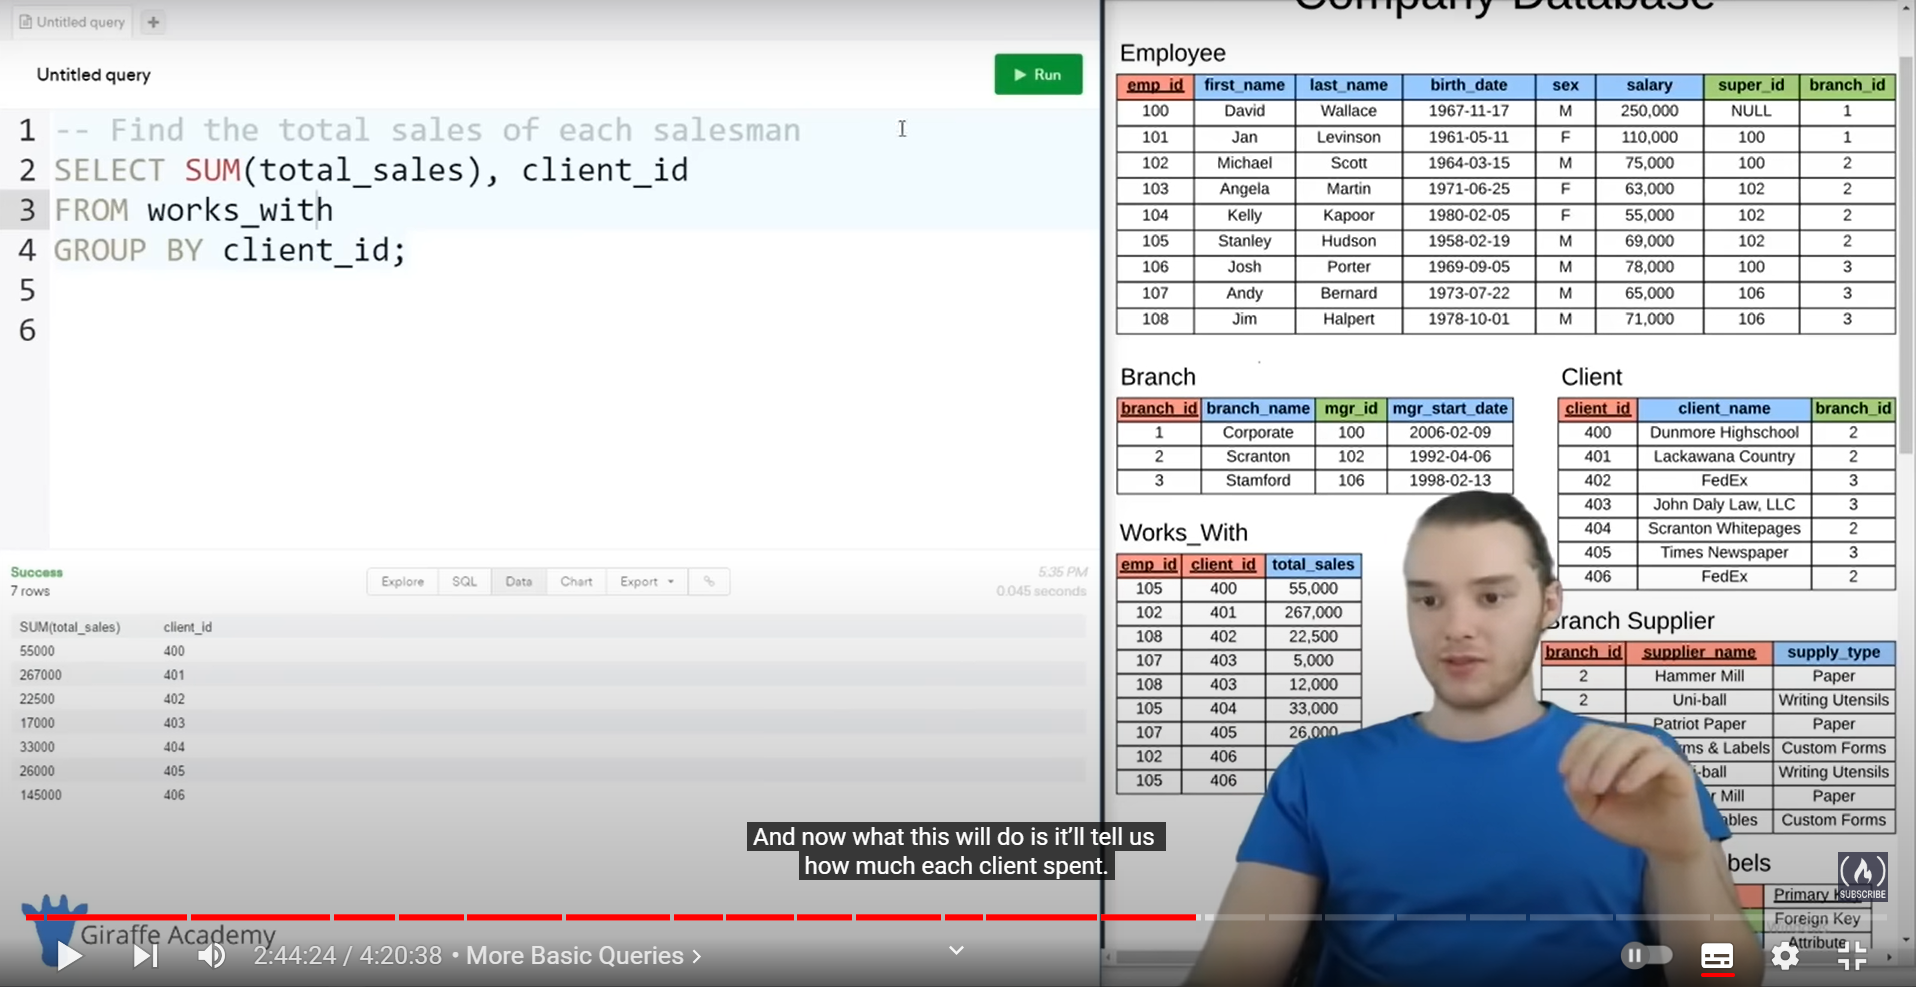 Untitled query +
Untitled query
Run
1 -- Find the total sales of each salesman
2 SELECT SUM(total_sales), client_id
3 FROM works_with
4 GROUP BY client_id;
5
6
Success
7 rows
Explore SQL Data Chart Export
5:35 PM
0.045 seconds
SUM(total_sales) client_id
55000 400
267000 401
22500 402
17000 403
33000 404
26000 405
145000 406
Company Database
Employee
emp_id first_name last_name birth_date sex salary super_id branch_id
100 David Wallace 1967-11-17 M 250,000 NULL 1
101 Jan Levinson 1961-05-11 F 110,000 100 1
102 Michael Scott 1964-03-15 M 75,000 100 2
103 Angela Martin 1971-06-25 F 63,000 102 2
104 Kelly Kapoor 1980-02-05 F 55,000 102 2
105 Stanley Hudson 1958-02-19 M 69,000 102 2
106 Josh Porter 1969-09-05 M 78,000 100 3
107 Andy Bernard 1973-07-22 M 65,000 106 3
108 Jim Halpert 1978-10-01 M 71,000 106 3
Branch
branch_id branch_name mgr_id mgr_start_date
1 Corporate 100 2006-02-09
2 Scranton 102 1992-04-06
3 Stamford 106 1998-02-13
Client
client_id client_name branch_id
400 Dunmore Highschool 2
401 Lackawana Country 2
402 FedEx 3
403 John Daly Law, LLC 3
404 Scranton Whitepages 2
405 Times Newspaper 3
406 FedEx 2
Works_With
emp_id client_id total_sales
105 400 55,000
102 401 267,000
108 402 22,500
107 403 5,000
108 403 12,000
105 404 33,000
107 405 26,000
102 406
105 406
Branch Supplier
branch_id supplier_name supply_type
2 Hammer Mill Paper
2 Uni-ball Writing Utensils
Patriot Paper Paper
ms & Labels Custom Forms
i-ball Writing Utensils
r Mill Paper
ables Custom Forms
bels
Primary K
Foreign Key
Attribute
SUBSCRIBE
And now what this will do is it'll tell us
how much each client spent.
Giraffe Academy
2:44:24 / 4:20:38 • More Basic Queries >